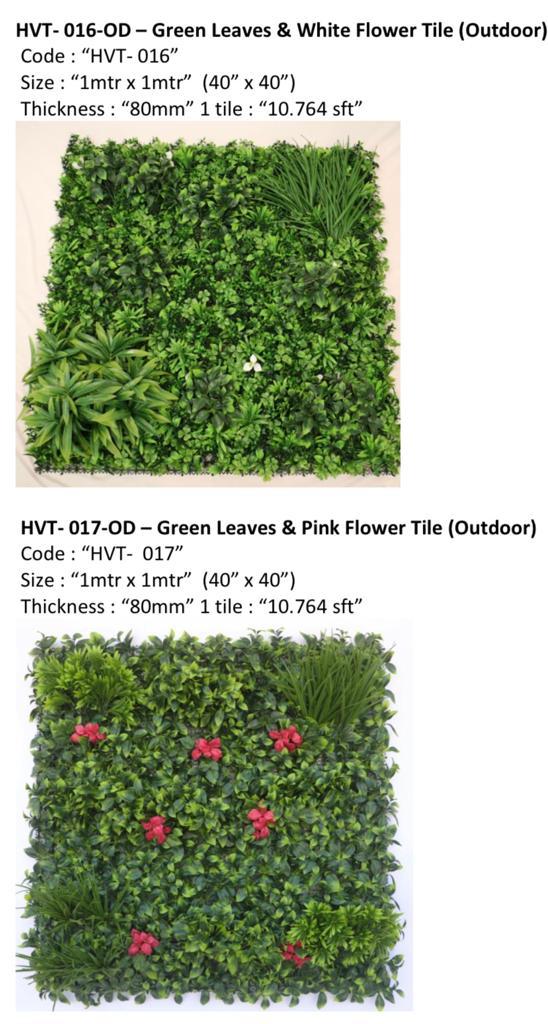 HVT- 016-OD – Green Leaves & White Flower Tile (Outdoor)
Code : “HVT- 016”
Size : “1mtr x 1mtr” (40” x 40”)
Thickness : “80mm” 1 tile : “10.764 sft”
HVT- 017-OD – Green Leaves & Pink Flower Tile (Outdoor)
Code : “HVT- 017”
Size : “1mtr x 1mtr” (40” x 40”)
Thickness : “80mm” 1 tile : “10.764 sft”